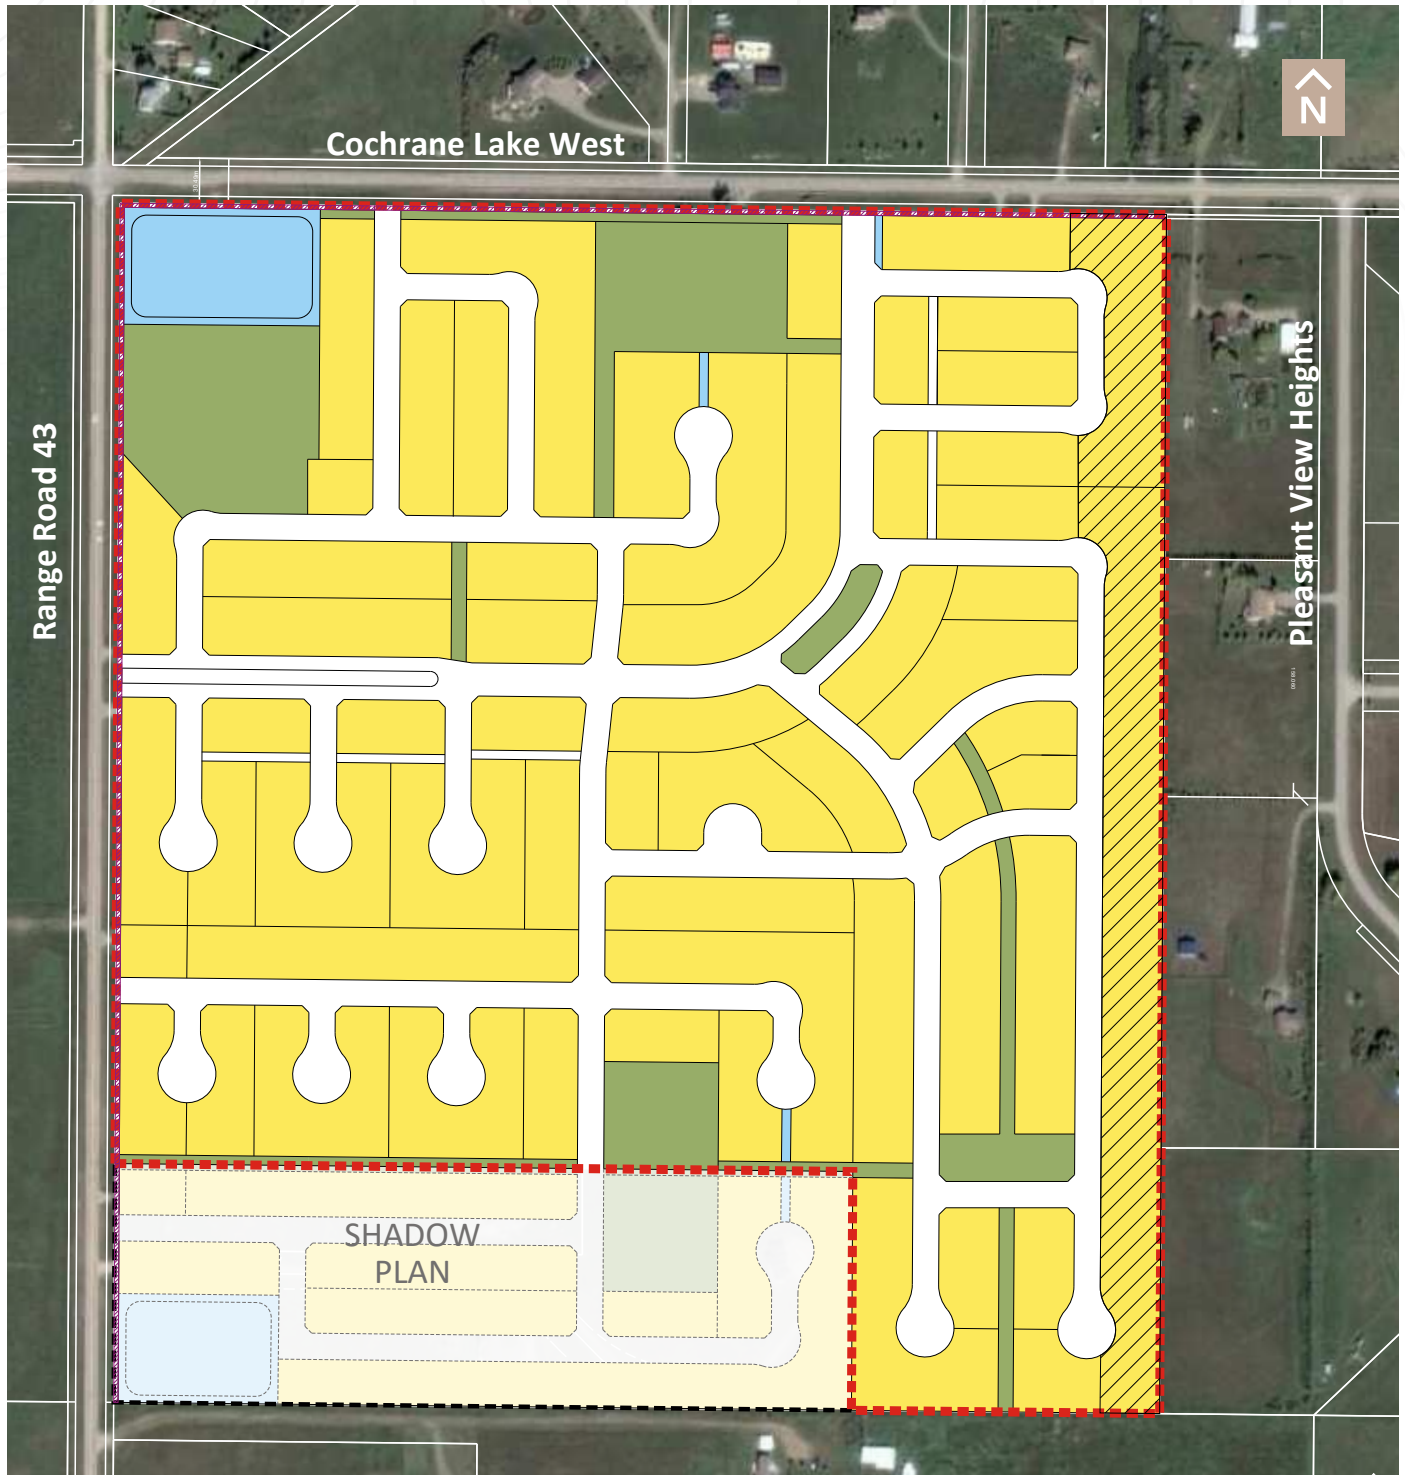 N
Cochrane Lake West
Range Road 43
Pleasant View Heights
SHADOW
PLAN